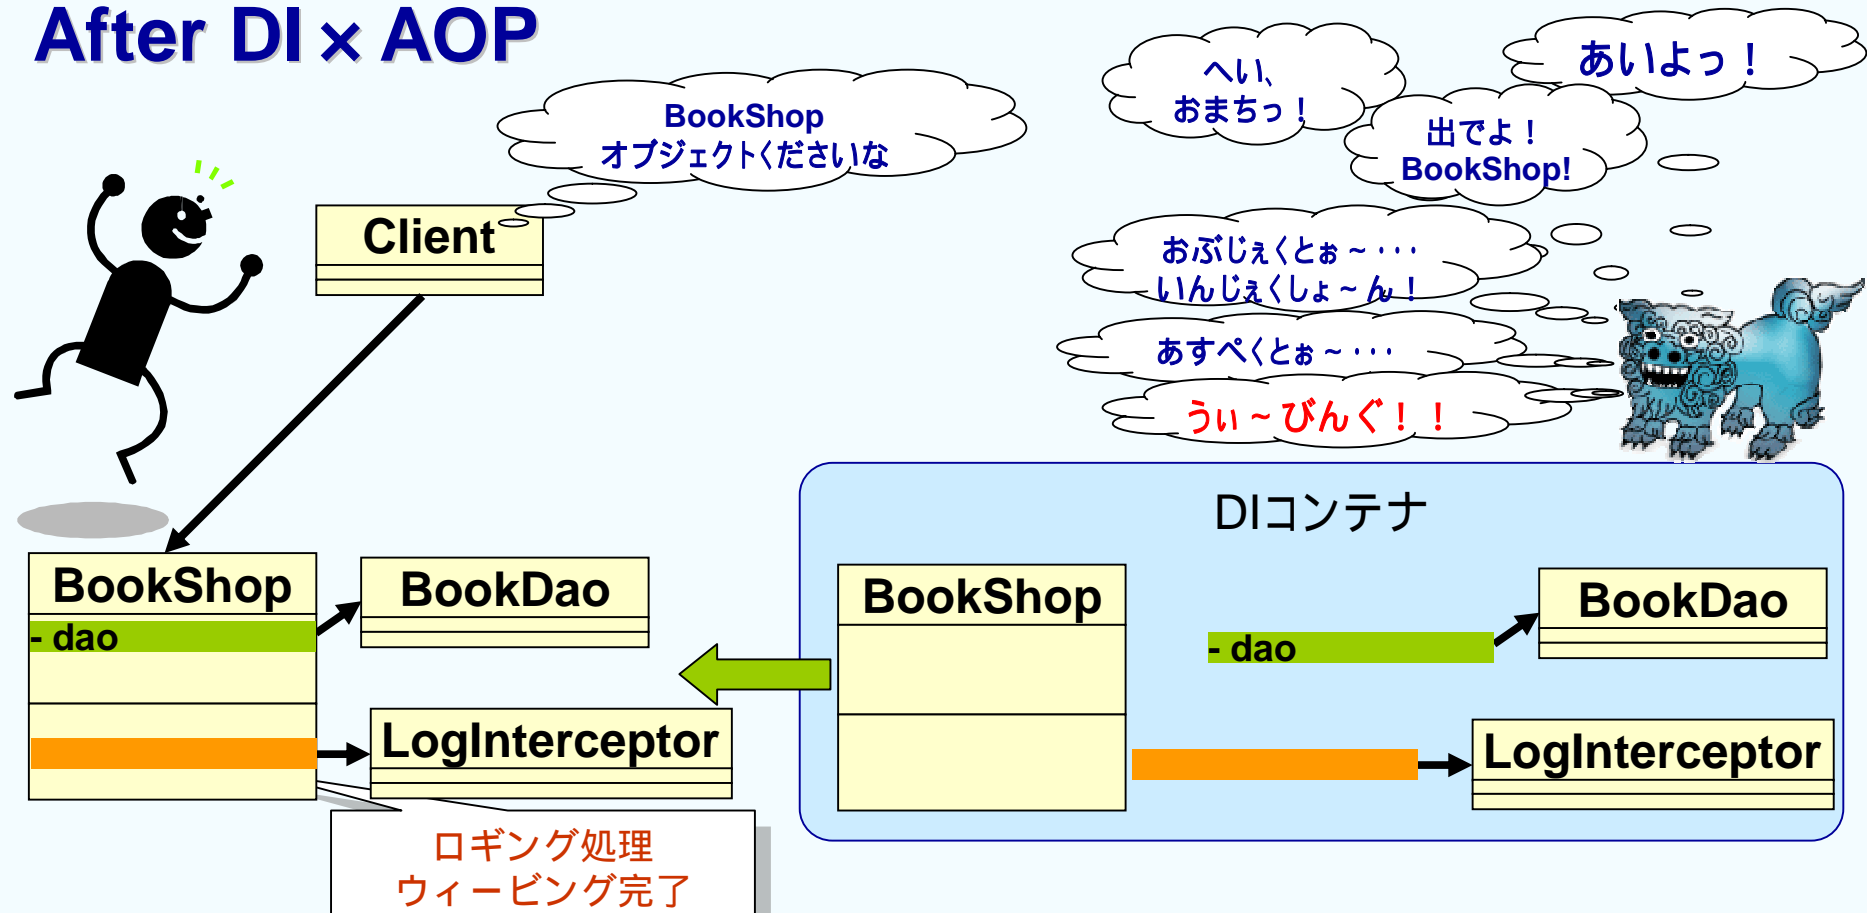 After DI × AOP
BookShop
オブジェクトくださいな
へい、
おまちっ！
あいよっ！
出でよ！
BookShop!
おぶじぇくとぉ～・・・
いんじぇくしょ～ん！
あすぺくとぉ～・・・
うぃ～びんぐ！！
Client
DIコンテナ
BookShop
- dao
BookDao
LogInterceptor
ロギング処理
ウィービング完了
BookShop
- dao
BookDao
LogInterceptor